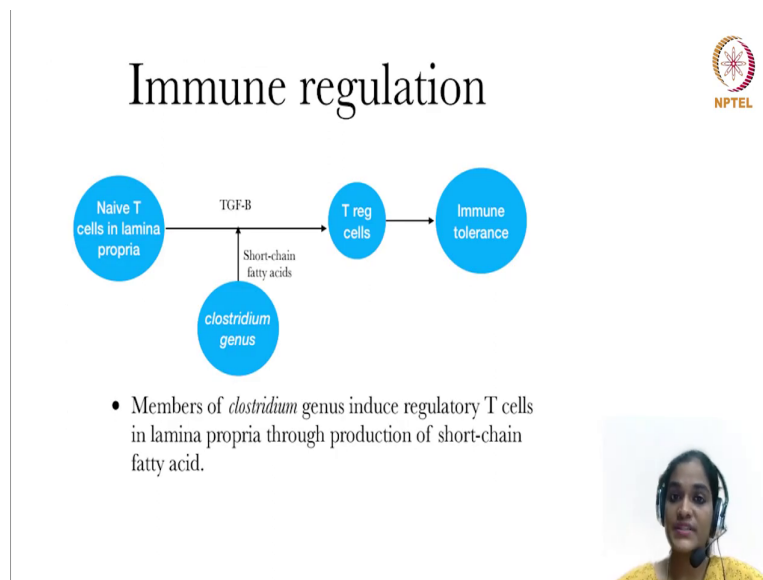 Immune regulation
NPTEL
Naive T
cells in lamina
propria
TGF-B
T reg
cells
Immune
tolerance
Short-chain
fatty acids
clostridium
genus
• Members of clostridium genus induce regulatory T cells
in lamina propria through production of short-chain
fatty acid.